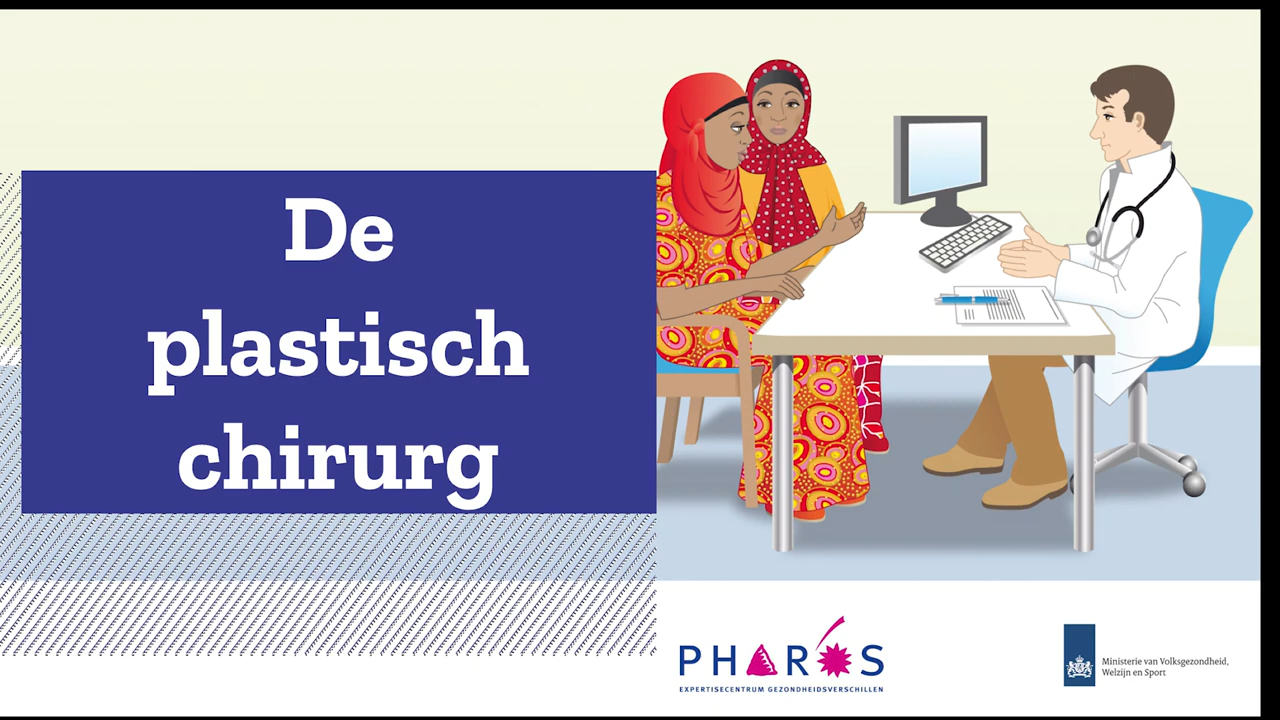 De
plastisch
chirurg
PHAROS
EXPERTISECENTRUM GEZONDHEIDSVERSCHILLEN
Ministerie van Volksgezondheid,
Welzijn en Sport